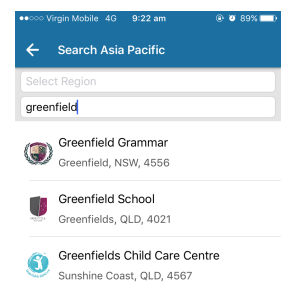 Virgin Mobile 4G 9:22 am 89%
Search Asia Pacific
Select Region
greenfield
Greenfield Grammar
Greenfield, NSW, 4556
Greenfield School
Greenfields, QLD, 4021
Greenfields Child Care Centre
Sunshine Coast, QLD, 4567